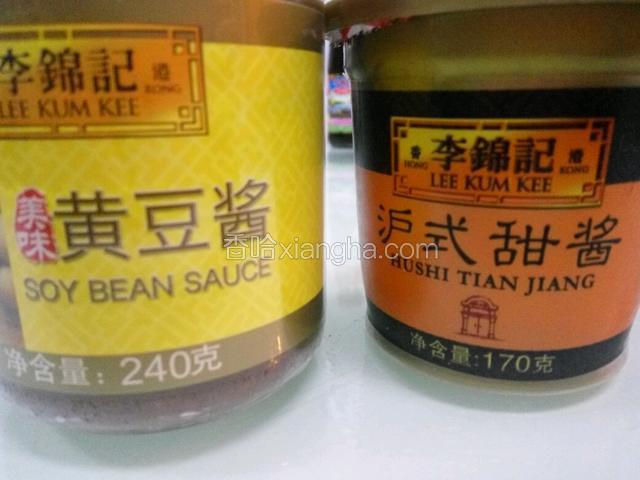 李錦記
港
KONG
LEE KUM KEE
美味
黄豆酱
SOY BEAN SAUCE
净含量：240克
香 李錦記 港
HONG KONG
LEE KUM KEE
沪式甜酱
HUSHI TIAN JIANG
净含量:170克
香哈xiangha.com